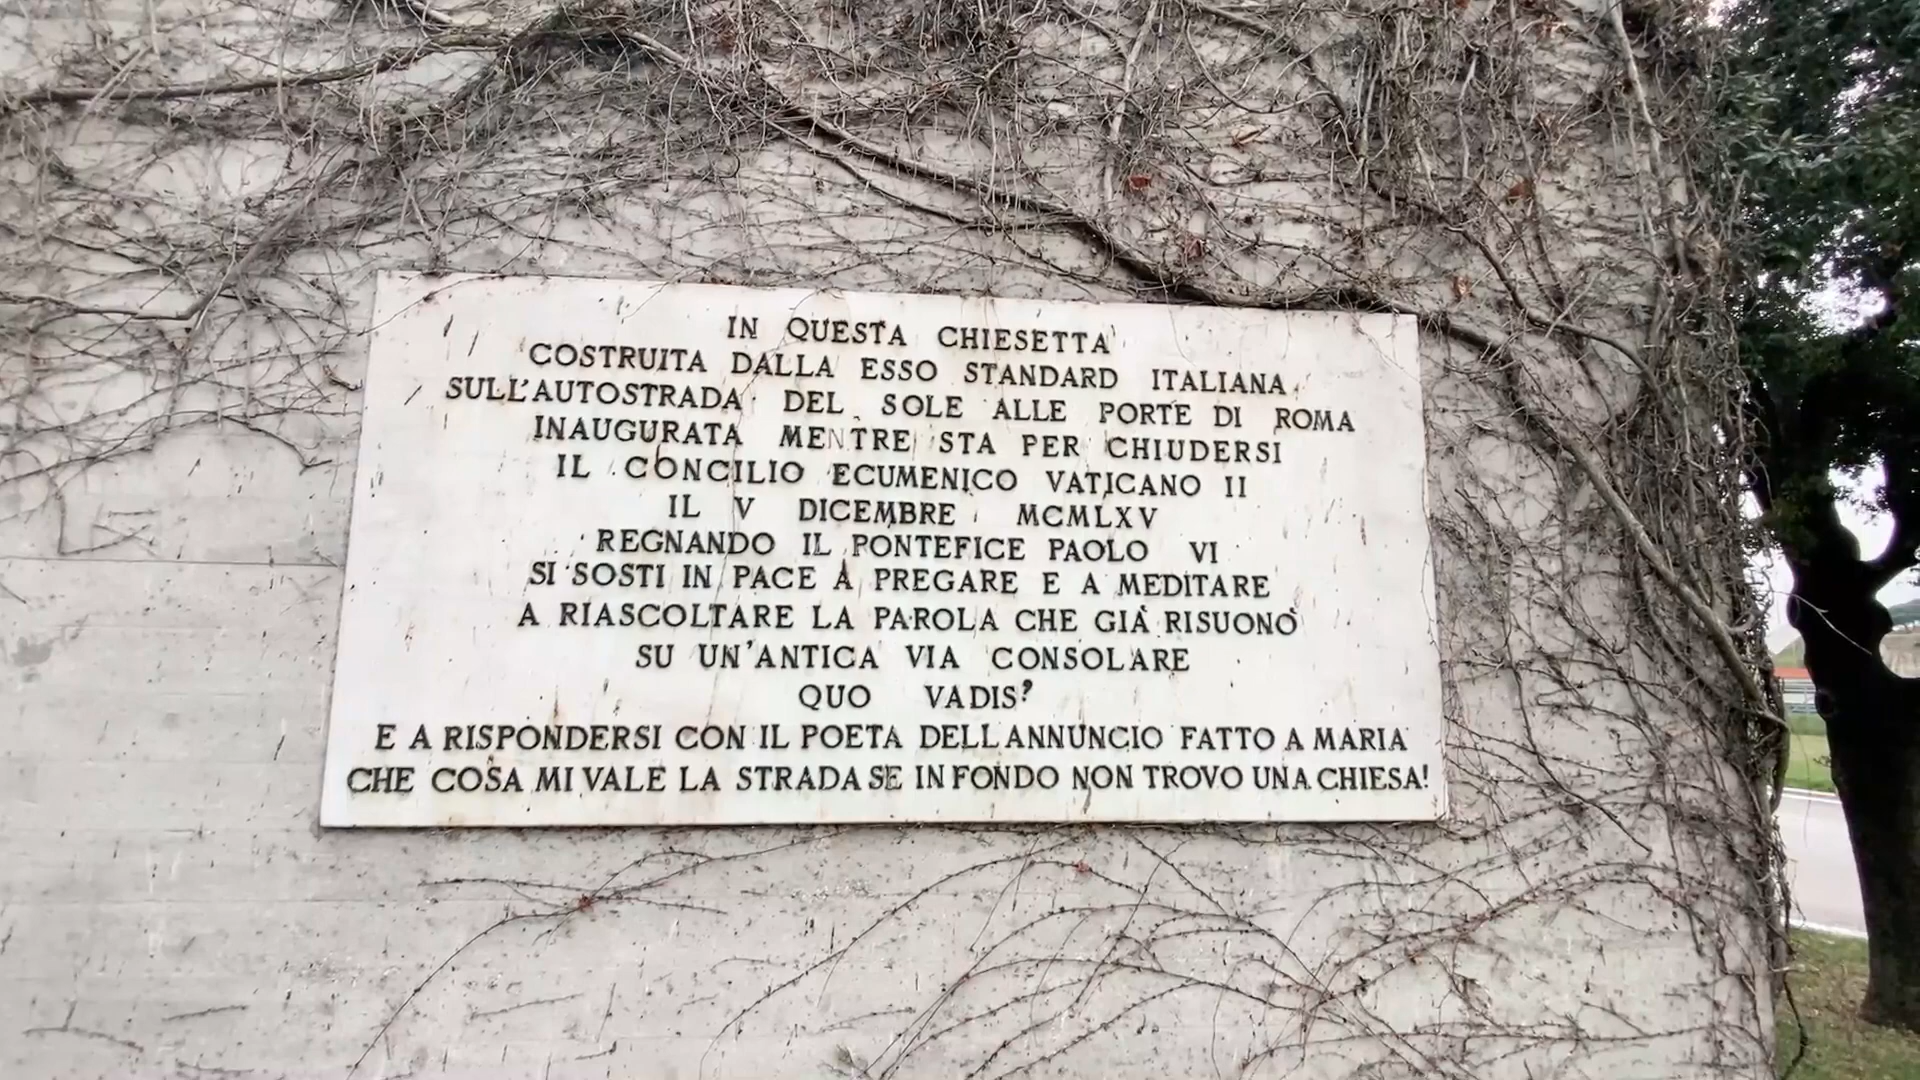 IN QUESTA CHIESETTA
COSTRUITA DALLA ESSO STANDARD ITALIANA
SULL'AUTOSTRADA DEL SOLE ALLE PORTE DI ROMA
INAUGURATA MENTRE STA PER CHIUDERSI
IL CONCILIO ECUMENICO VATICANO II
IL V DICEMBRE MCMLXV
REGNANDO IL PONTEFICE PAOLO VI
SI SOSTI IN PACE A PREGARE E A MEDITARE
A RIASCOLTARE LA PAROLA CHE GIÀ RISUONÒ
SU UN'ANTICA VIA CONSOLARE
QUO VADIS?
E A RISPONDERSI CON IL POETA DELL ANNUNCIO FATTO A MARIA
CHE COSA MI VALE LA STRADA SE IN FONDO NON TROVO UNA CHIESA!